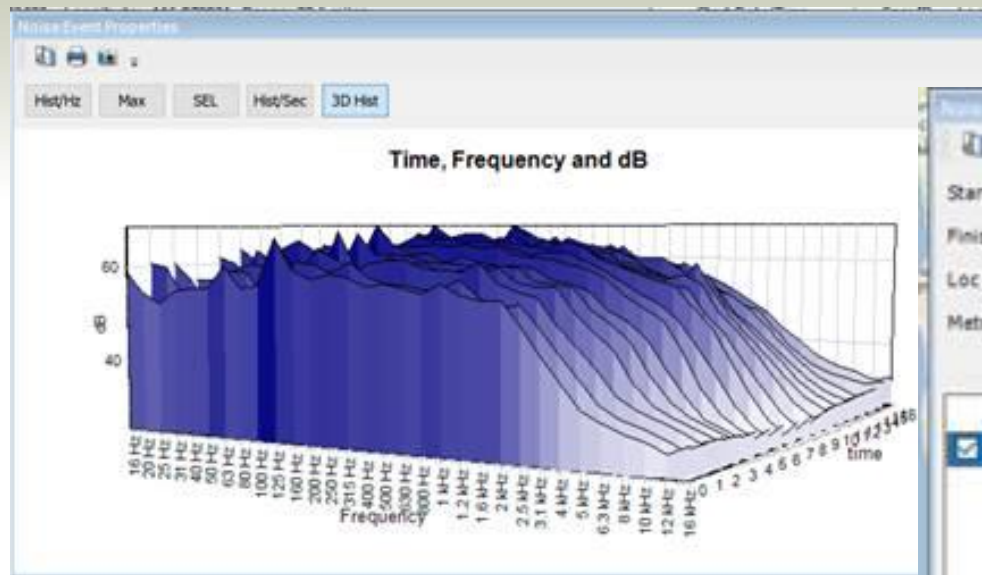 Noise Event Properties
Hist/Hz Max SEL Hist/Sec 3D Hist
Time, Frequency and dB
60
dB
40
16 Hz 20 Hz 25 Hz 31 Hz 40 Hz 50 Hz 63 Hz 80 Hz 100 Hz 125 Hz 160 Hz 200 Hz 250 Hz 315 Hz 400 Hz 500 Hz 630 Hz 800 Hz 1 kHz 1.2 kHz 1.6 kHz 2 kHz 2.5 kHz 3.1 kHz 4 kHz 5 kHz 6.3 kHz 8 kHz 10 kHz 12 kHz 16 kHz
Frequency
0 1 2 3 4 5 6 7 8 9
time
Star
Finis
Loc
Metr